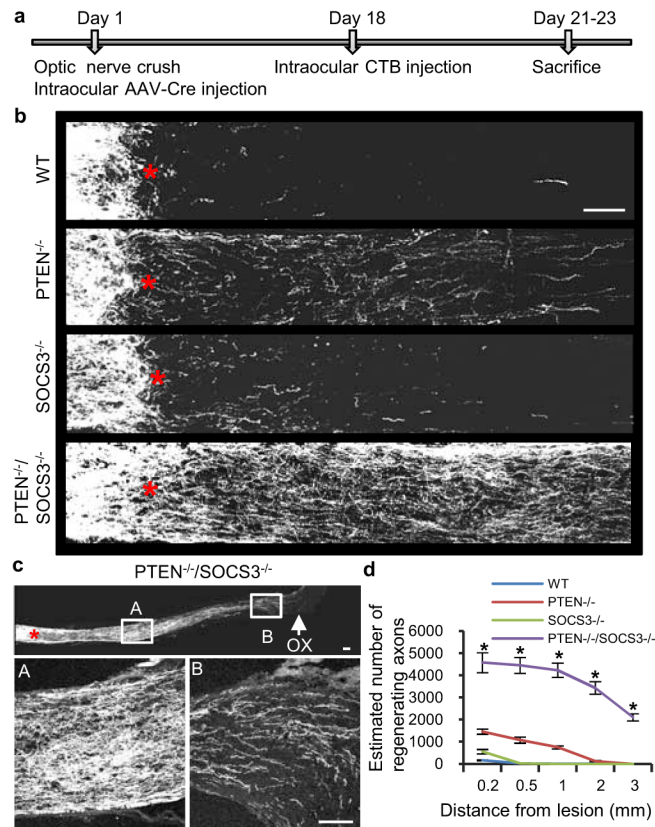 a
Day 1
Day 18
Day 21-23
Optic nerve crush
Intraocular AAV-Cre injection
Intraocular CTB injection
Sacrifice
b
WT
*
PTEN-/-
*
SOCS3-/-
*
PTEN-/-/
SOCS3-/-
*
c
PTEN-/-/SOCS3-/-
*
A
B
OX
A
B
d
WT
PTEN-/-
SOCS3-/-
PTEN-/-/SOCS3-/-
Estimated number of
regenerating axons
6000
5000
4000
3000
2000
1000
0
* * * * *
0.2 0.5 1 2 3
Distance from lesion (mm)